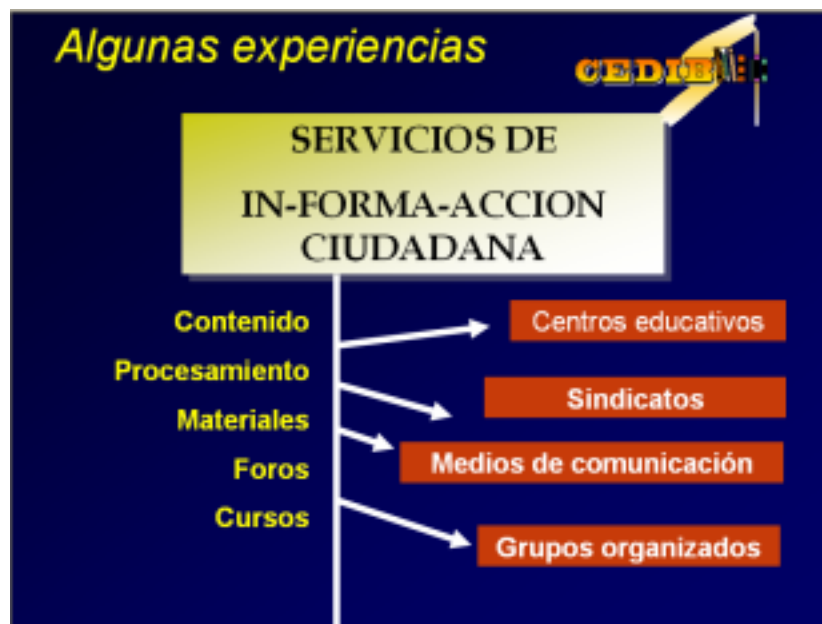 Algunas experiencias
CEDIB
SERVICIOS DE
IN-FORMA-ACCION
CIUDADANA
Contenido
Procesamiento
Materiales
Foros
Cursos
Centros educativos
Sindicatos
Medios de comunicación
Grupos organizados